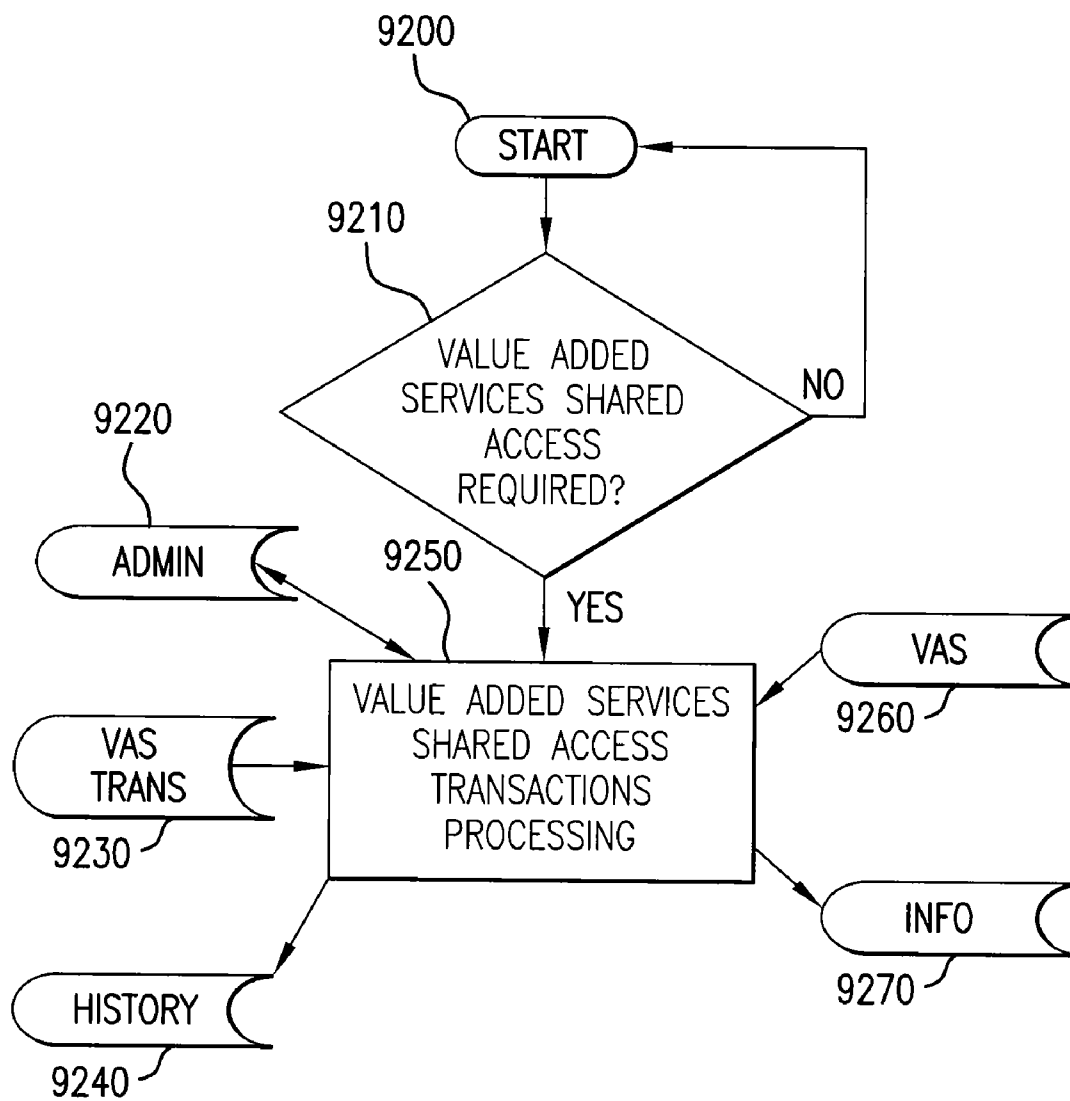 9200
START
9210
VALUE ADDED
SERVICES SHARED
ACCESS
REQUIRED?
NO
9220
ADMIN
9250
YES
VAS
9260
VALUE ADDED SERVICES
SHARED ACCESS
TRANSACTIONS
PROCESSING
VAS
TRANS
9230
INFO
9270
HISTORY
9240